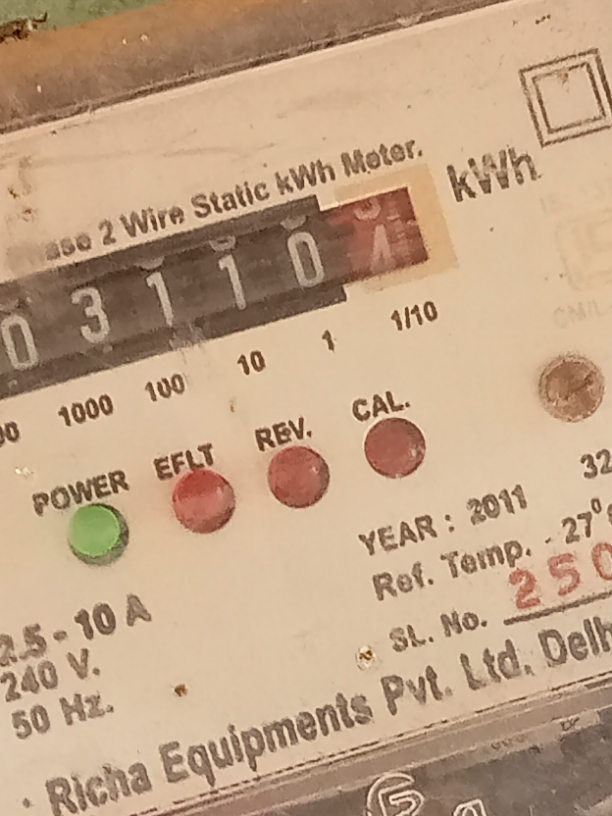 2 Wire Static kWh Meter.
kWh
0 3 1 1 0 4
1000 100 10 1 1/10
POWER EFLT REV. CAL.
YEAR : 2011
Ref. Temp. 27°
SL. No. 250
2.5 - 10 A
240 V.
50 Hz.
Richa Equipments Pvt. Ltd. Delh